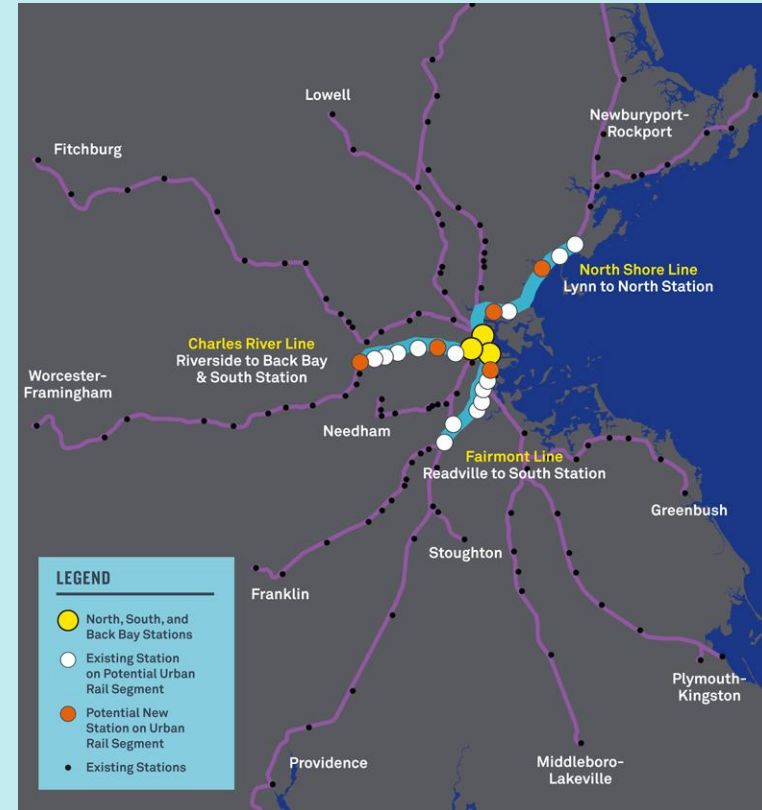 Lowell
Newburyport-
Rockport
Fitchburg
North Shore Line
Lynn to North Station
Charles River Line
Riverside to Back Bay
& South Station
Worcester-
Framingham
Needham
Fairmont Line
Readville to South Station
Greenbush
Stoughton
Franklin
Plymouth-
Kingston
Providence
Middleboro-
Lakeville
LEGEND
North, South, and
Back Bay Stations
Existing Station
on Potential Urban
Rail Segment
Potential New
Station on Urban
Rail Segment
Existing Stations